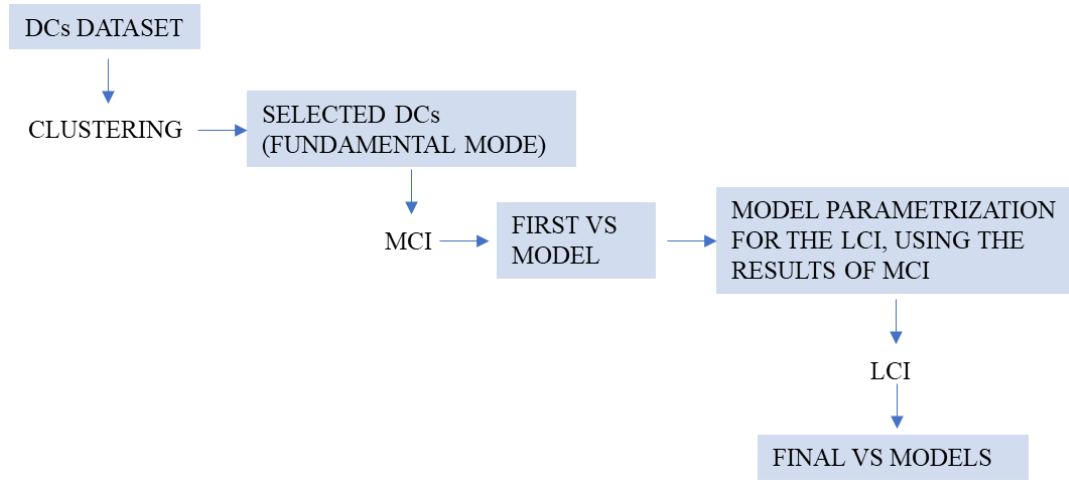 DCs DATASET
CLUSTERING
SELECTED DCs
(FUNDAMENTAL MODE)
MCI
FIRST VS
MODEL
MODEL PARAMETRIZATION
FOR THE LCI, USING THE
RESULTS OF MCI
LCI
FINAL VS MODELS